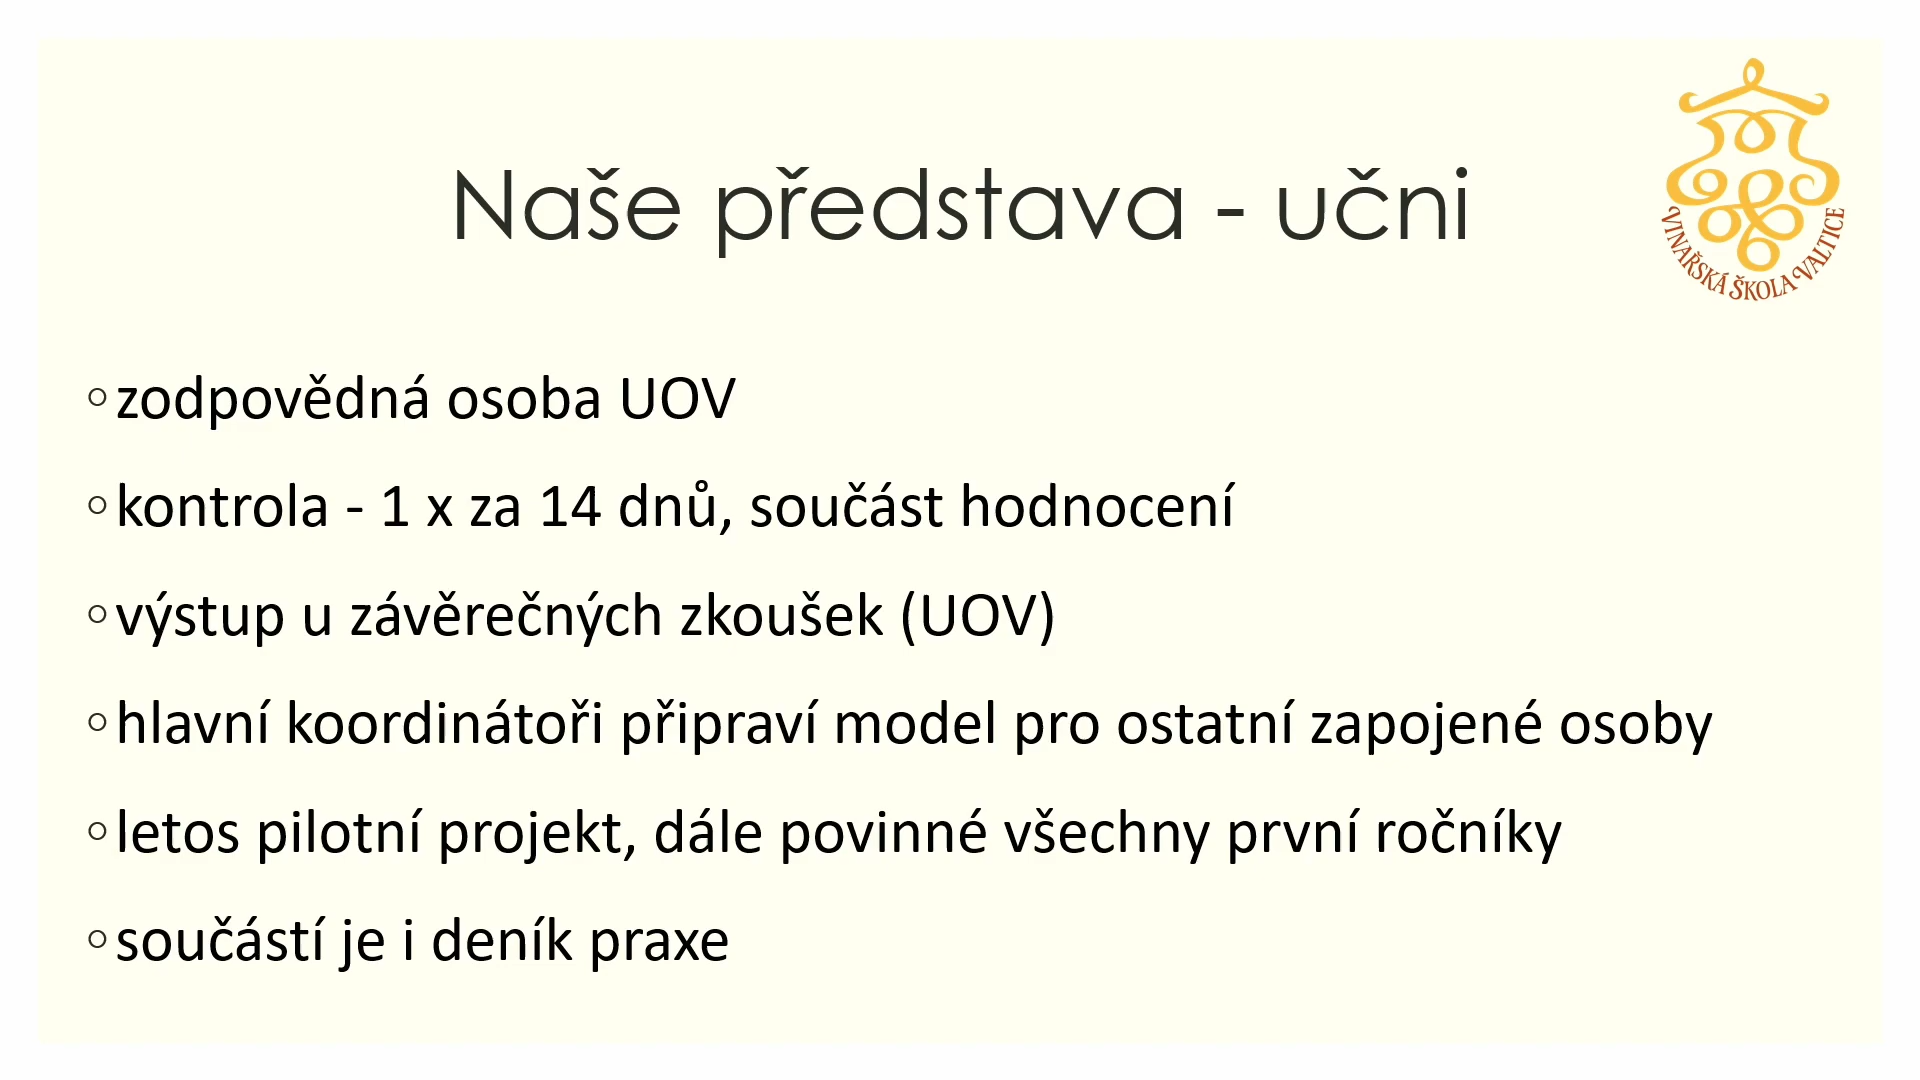 Naše představa - učni
VINAŘSKÁ ŠKOLA VALTICE
◦zodpovědná osoba UOV
◦kontrola - 1 x za 14 dnů, součást hodnocení
◦výstup u závěrečných zkoušek (UOV)
◦hlavní koordinátoři připraví model pro ostatní zapojené osoby
◦letos pilotní projekt, dále povinné všechny první ročníky
◦součástí je i deník praxe